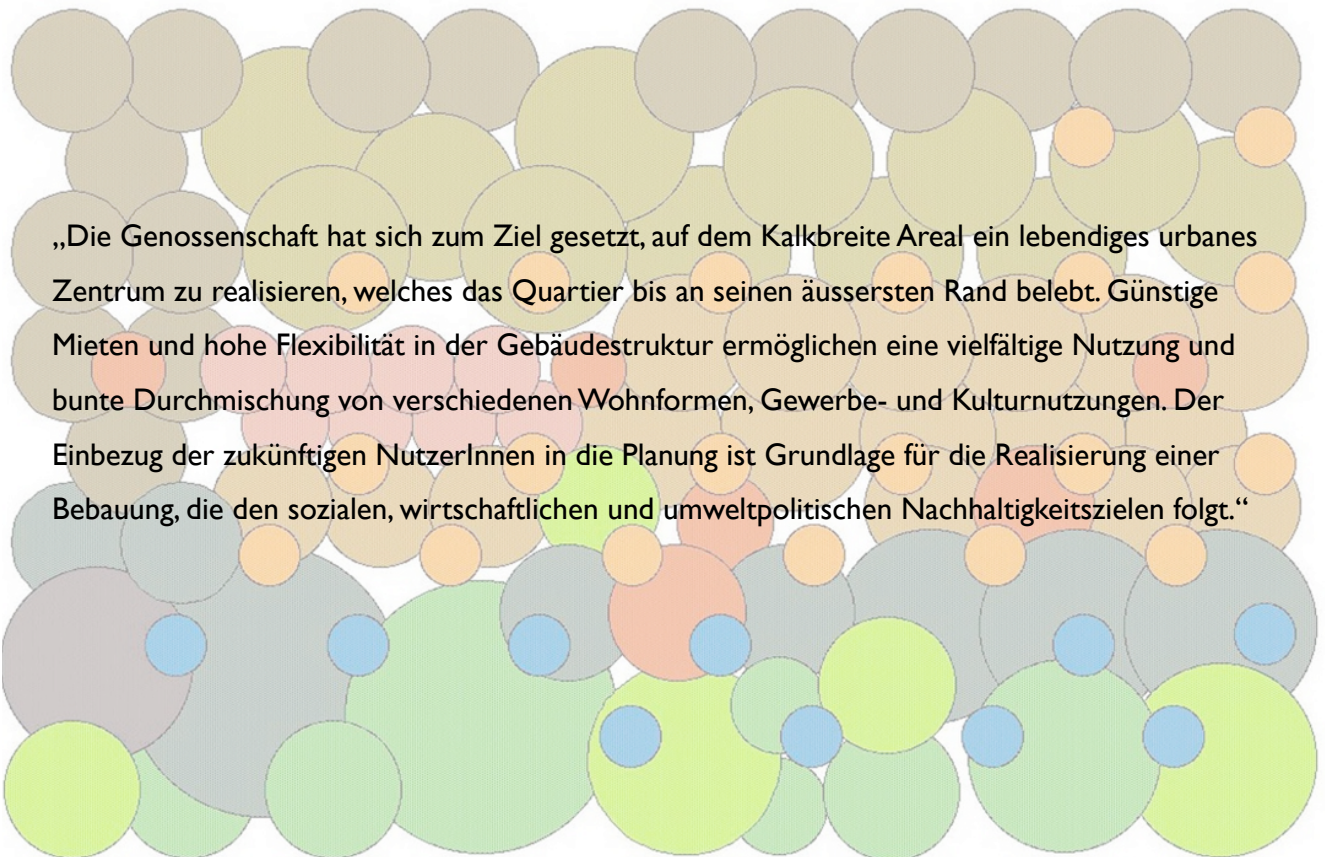 „Die Genossenschaft hat sich zum Ziel gesetzt, auf dem Kalkbreite Areal ein lebendiges urbanes
Zentrum zu realisieren, welches das Quartier bis an seinen äussersten Rand belebt. Günstige
Mieten und hohe Flexibilität in der Gebäudestruktur ermöglichen eine vielfältige Nutzung und
bunte Durchmischung von verschiedenen Wohnformen, Gewerbe- und Kulturnutzungen. Der
Einbezug der zukünftigen NutzerInnen in die Planung ist Grundlage für die Realisierung einer
Bebauung, die den sozialen, wirtschaftlichen und umweltpolitischen Nachhaltigkeitszielen folgt.“